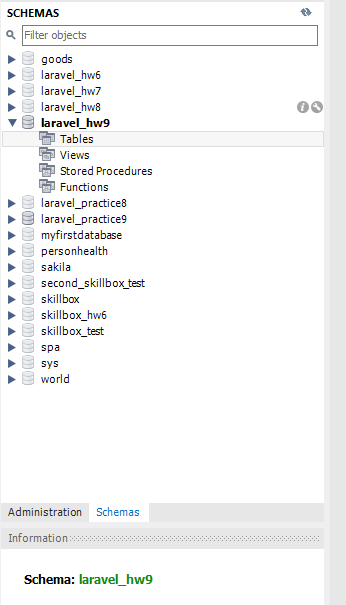 SCHEMAS
Filter objects
goods
laravel_hw6
laravel_hw7
laravel_hw8
laravel_hw9
Tables
Views
Stored Procedures
Functions
laravel_practice8
laravel_practice9
myfirstdatabase
personhealth
sakila
second_skillbox_test
skillbox
skillbox_hw6
skillbox_test
spa
sys
world
Administration Schemas
Information
Schema: laravel_hw9